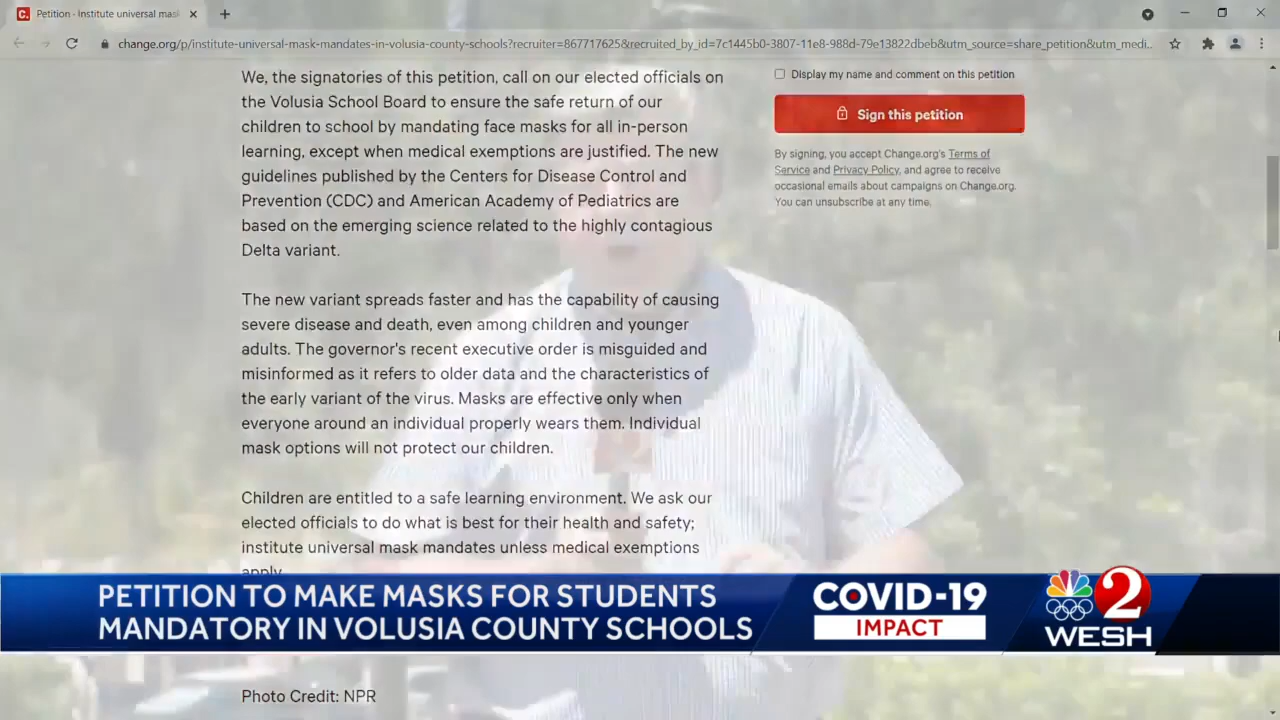 Petition · Institute universal mas
change.org/p/institute-universal-mask-mandates-in-volusia-county-schools?recruiter=867717625&recruited_by_id=7c1445b0-3807-11e8-988d-79e13822dbeb&utm_source=share_petition&utm_medi...
We, the signatories of this petition, call on our elected officials on
the Volusia School Board to ensure the safe return of our
children to school by mandating face masks for all in-person
learning, except when medical exemptions are justified. The new
guidelines published by the Centers for Disease Control and
Prevention (CDC) and American Academy of Pediatrics are
based on the emerging science related to the highly contagious
Delta variant.
The new variant spreads faster and has the capability of causing
severe disease and death, even among children and younger
adults. The governor's recent executive order is misguided and
misinformed as it refers to older data and the characteristics of
the early variant of the virus. Masks are effective only when
everyone around an individual properly wears them. Individual
mask options will not protect our children.
Children are entitled to a safe learning environment. We ask our
elected officials to do what is best for their health and safety;
institute universal mask mandates unless medical exemptions
apply.
Photo Credit: NPR
Display my name and comment on this petition
Sign this petition
By signing, you accept Change.org's Terms of
Service and Privacy Policy, and agree to receive
occasional emails about campaigns on Change.org.
You can unsubscribe at any time.
PETITION TO MAKE MASKS FOR STUDENTS
MANDATORY IN VOLUSIA COUNTY SCHOOLS
COVID-19
IMPACT
2
WESH